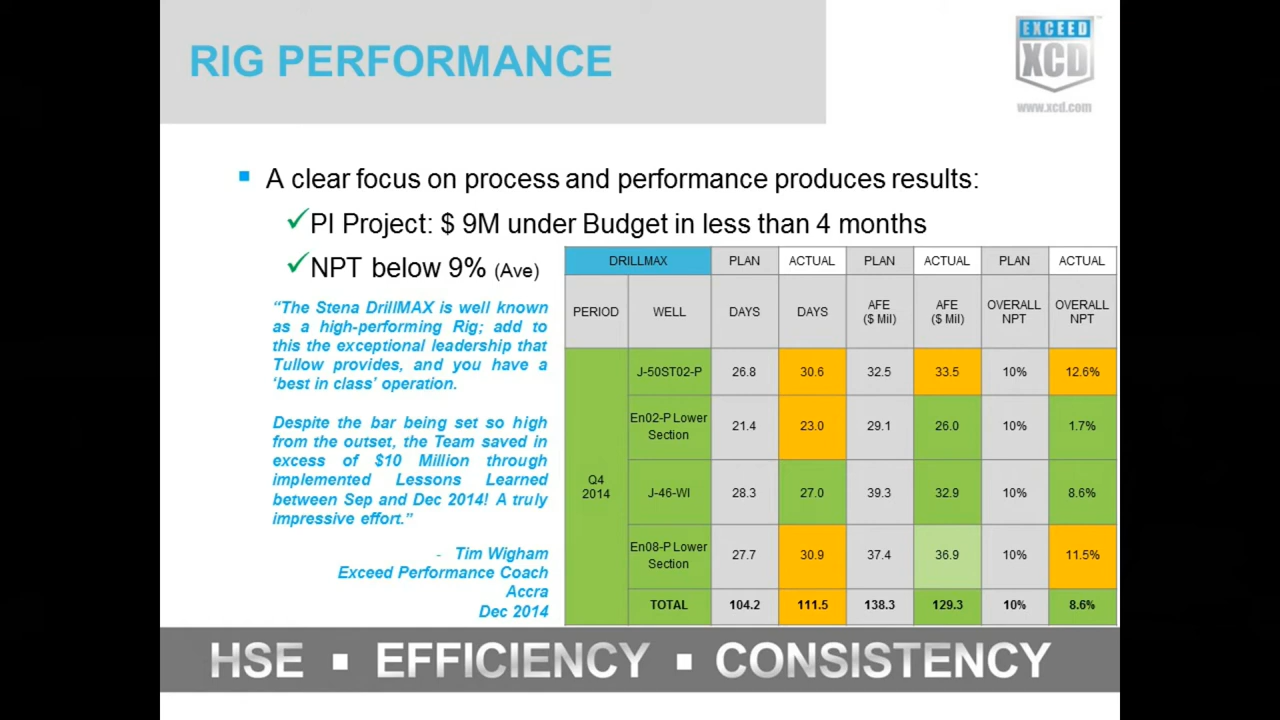 RIG PERFORMANCE
EXCEED
XCD
www.xcd.com
▪ A clear focus on process and performance produces results:
✓PI Project: $ 9M under Budget in less than 4 months
✓NPT below 9% (Ave)
“The Stena DrillMAX is well known
as a high-performing Rig; add to
this the exceptional leadership that
Tullow provides, and you have a
‘best in class’ operation.
Despite the bar being set so high
from the outset, the Team saved in
excess of $10 Million through
implemented Lessons Learned
between Sep and Dec 2014! A truly
impressive effort.”
- Tim Wigham
Exceed Performance Coach
Accra
Dec 2014
DRILLMAX PLAN ACTUAL PLAN ACTUAL PLAN ACTUAL
PERIOD WELL DAYS DAYS AFE ($ Mil) AFE ($ Mil) OVERALL NPT OVERALL NPT
Q4 2014
J-50ST02-P 26.8 30.6 32.5 33.5 10% 12.6%
En02-P Lower Section 21.4 23.0 29.1 26.0 10% 1.7%
J-46-WI 28.3 27.0 39.3 32.9 10% 8.6%
En08-P Lower Section 27.7 30.9 37.4 36.9 10% 11.5%
TOTAL 104.2 111.5 138.3 129.3 10% 8.6%
HSE ▪ EFFICIENCY ▪ CONSISTENCY